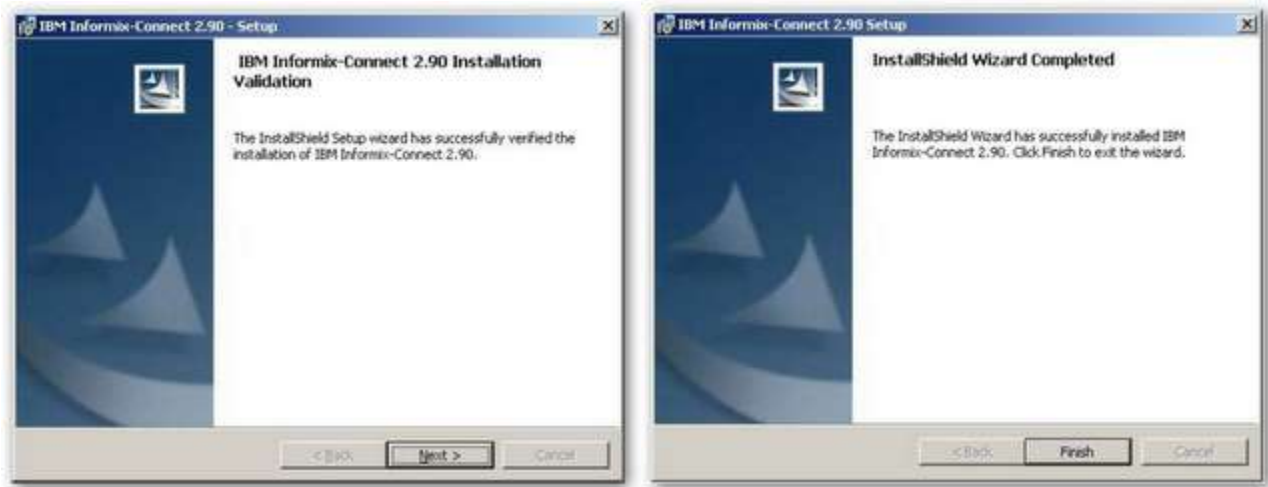 IBM Informix-Connect 2.90 - Setup
IBM Informix-Connect 2.90 Installation
Validation
The InstallShield Setup wizard has successfully verified the
installation of IBM Informix-Connect 2.90.
< Back
Next >
Cancel
IBM Informix-Connect 2.90 Setup
InstallShield Wizard Completed
The InstallShield Wizard has successfully installed IBM
Informix-Connect 2.90. Click Finish to exit the wizard.
< Back
Finish
Cancel